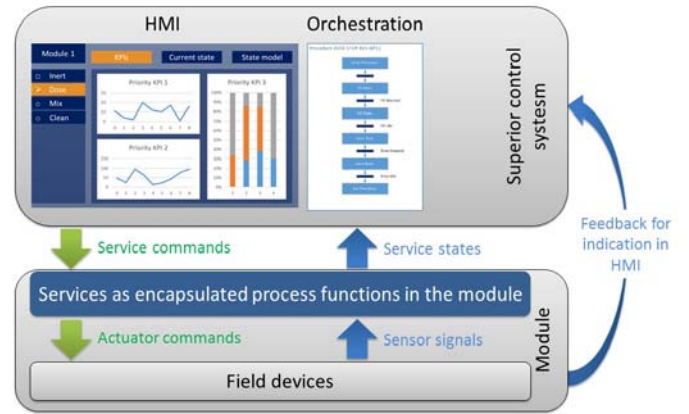 HMI
Orchestration
Module 1
KPIs
Current state
State model
Inert
Dose
Mix
Clean
Priority KPI 1
Priority KPI 2
Priority KPI 3
Superior control
systesm
Feedback for
indication in
HMI
Service commands
Service states
Services as encapsulated process functions in the module
Actuator commands
Sensor signals
Module
Field devices